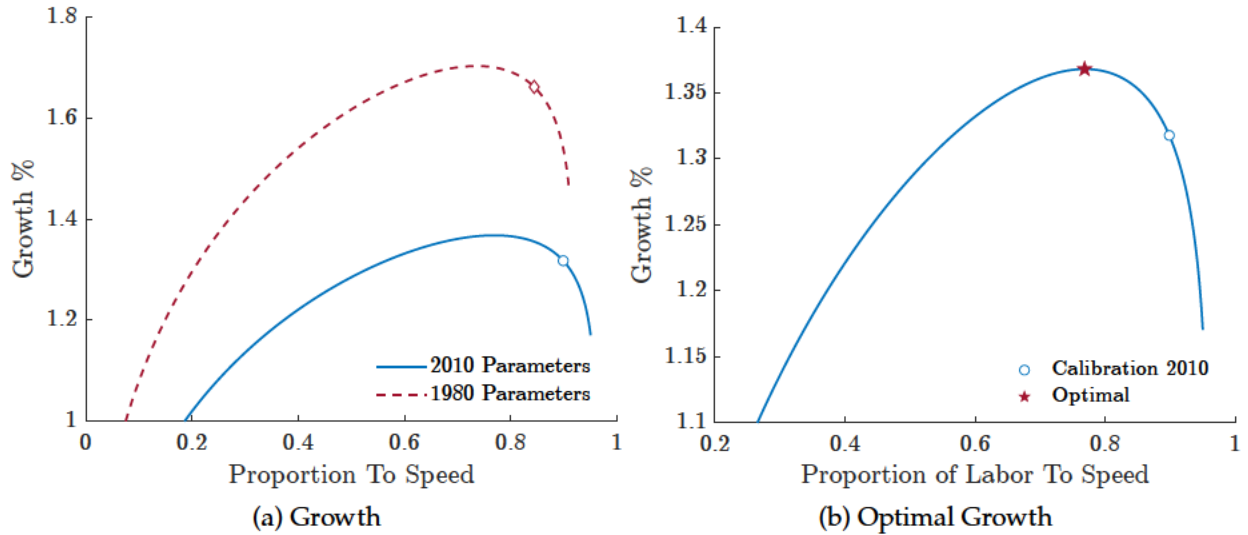 1.8
1.6
1.4
1.2
1
0
0.2
0.4
0.6
0.8
1
Growth %
Proportion To Speed
2010 Parameters
1980 Parameters
(a) Growth
1.4
1.35
1.3
1.25
1.2
1.15
1.1
0.2
0.4
0.6
0.8
1
Growth %
Proportion of Labor To Speed
Calibration 2010
Optimal
(b) Optimal Growth